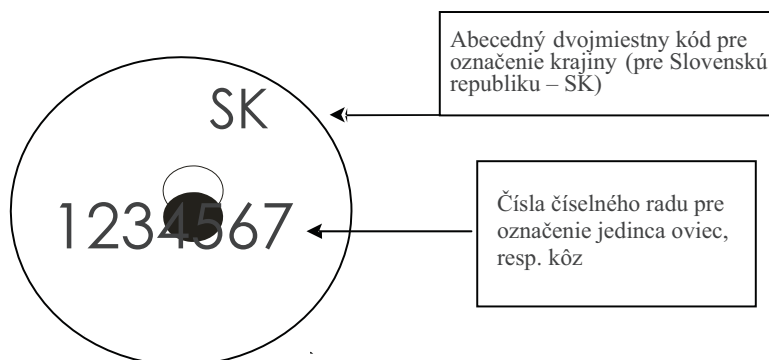 Abecedný dvojmiestny kód pre
označenie krajiny (pre Slovenskú
republiku – SK)
SK
Čísla číselného radu pre
označenie jedinca oviec,
resp. kôz
1234567